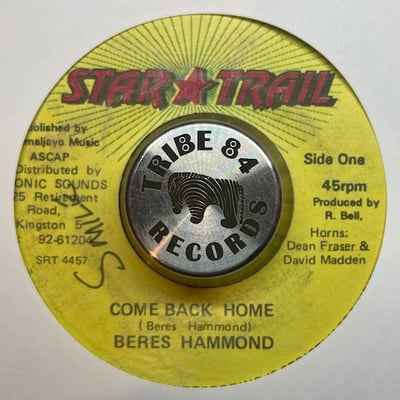 STAR TRAIL
ublished by
maljayo Music
ASCAP
Distributed by
ONIC SOUNDS
25 Retirement
Road,
Kingston 5
92-61204
SRT 4457
TRIBE 84
RECORDS
Side One
45rpm
Produced by
R. Bell,
Horns:
Dean Fraser &
David Madden
COME BACK HOME
( Beres Hammond)
BERES HAMMOND